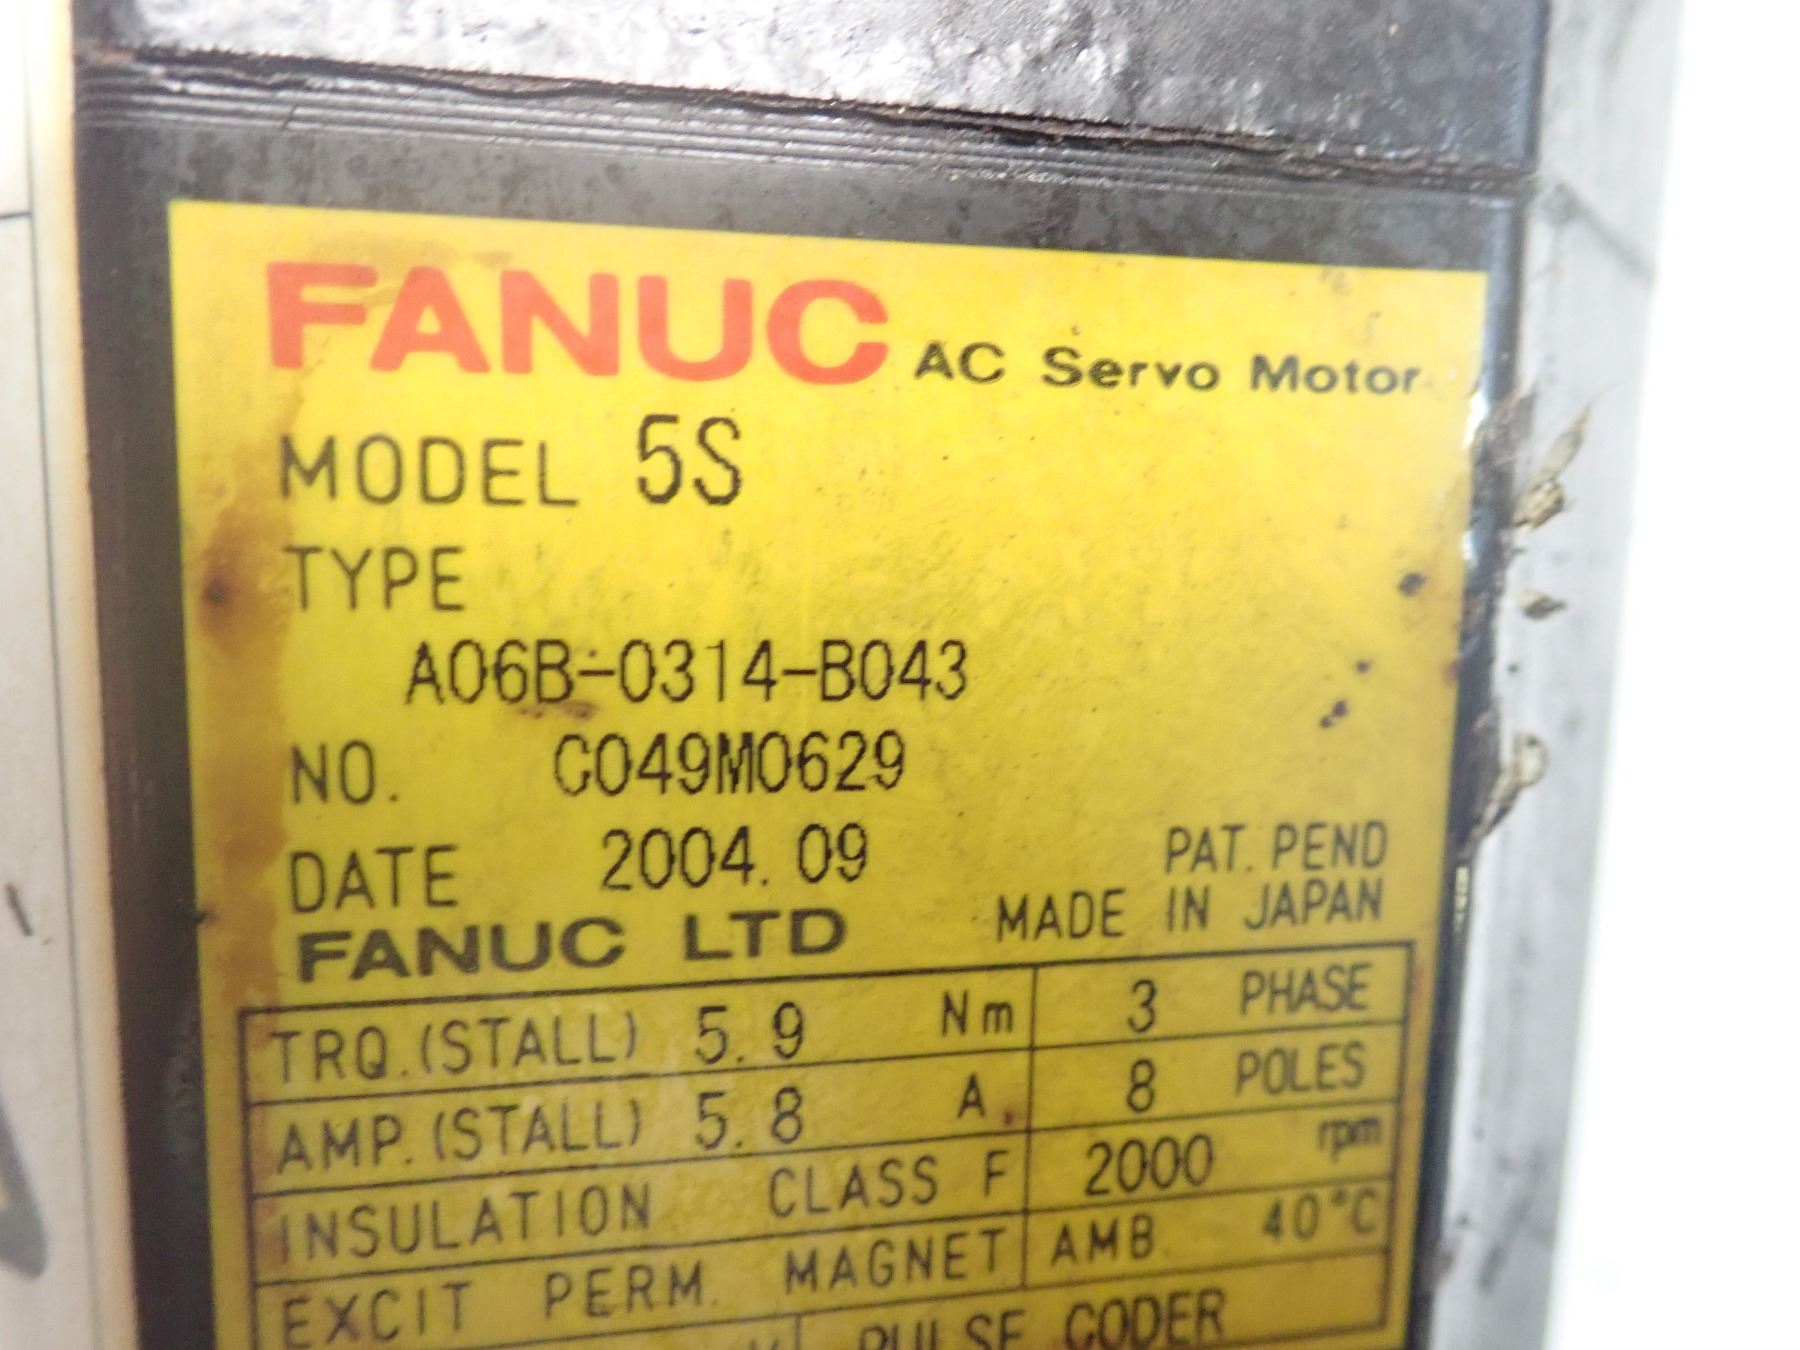 FANUC AC Servo Motor
MODEL 5S
TYPE
A06B-0314-B043
NO. C049M0629
DATE 2004.09
PAT. PEND
FANUC LTD MADE IN JAPAN
TRQ.(STALL) 5.9 Nm 3 PHASE
AMP.(STALL) 5.8 A 8 POLES
INSULATION CLASS F 2000 rpm
EXCIT PERM. MAGNET AMB. 40°C
PULSE CODER